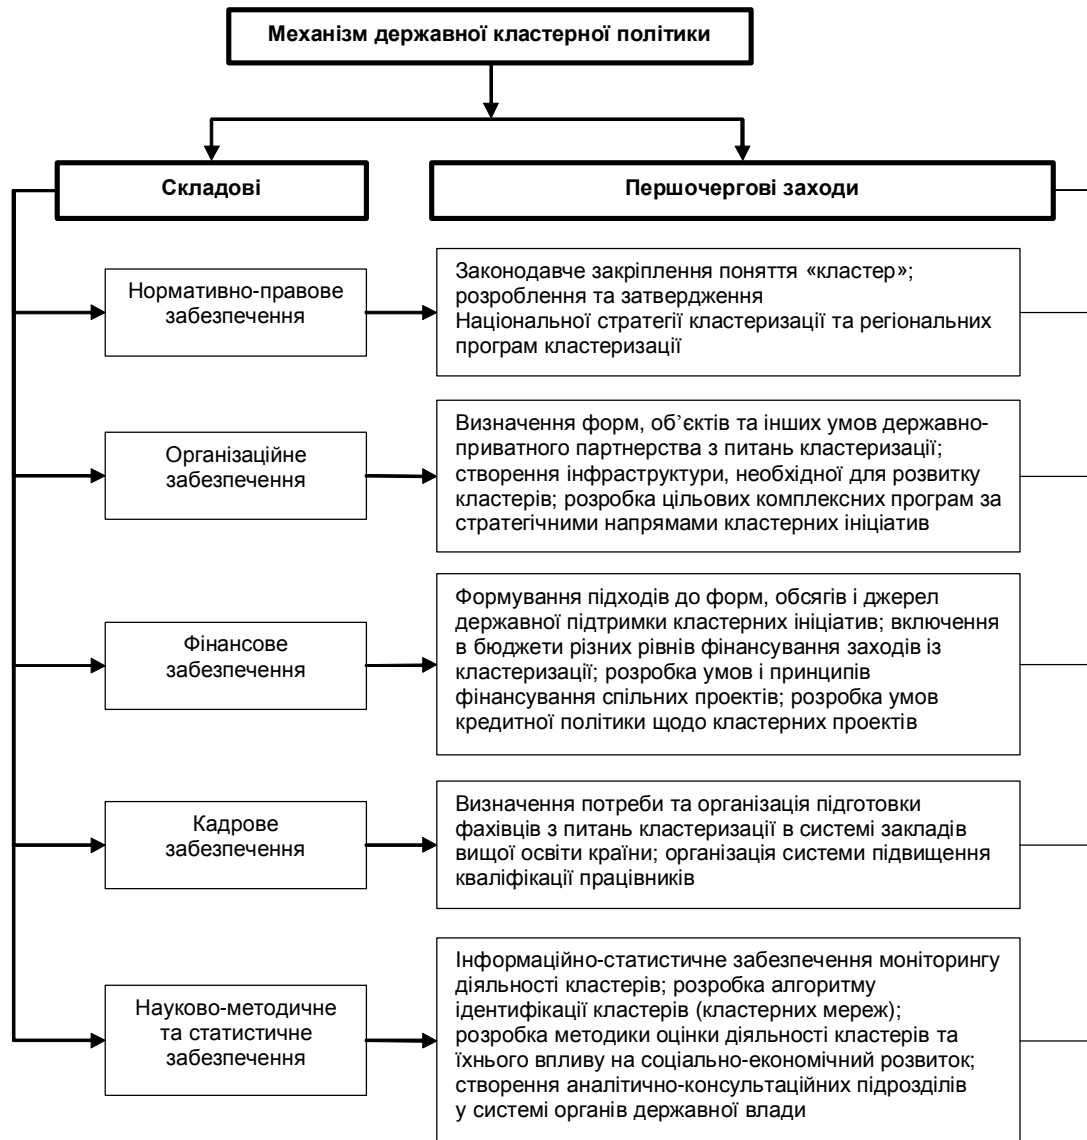 Механізм державної кластерної політики
Складові
Першочергові заходи
Нормативно-правове
забезпечення
Законодавче закріплення поняття «кластер»;
розроблення та затвердження
Національної стратегії кластеризації та регіональних
програм кластеризації
Організаційне
забезпечення
Визначення форм, об’єктів та інших умов державно-
приватного партнерства з питань кластеризації;
створення інфраструктури, необхідної для розвитку
кластерів; розробка цільових комплексних програм за
стратегічними напрямами кластерних ініціатив
Фінансове
забезпечення
Формування підходів до форм, обсягів і джерел
державної підтримки кластерних ініціатив; включення
в бюджети різних рівнів фінансування заходів із
кластеризації; розробка умов і принципів
фінансування спільних проектів; розробка умов
кредитної політики щодо кластерних проектів
Кадрове
забезпечення
Визначення потреби та організація підготовки
фахівців з питань кластеризації в системі закладів
вищої освіти країни; організація системи підвищення
кваліфікації працівників
Науково-методичне
та статистичне
забезпечення
Інформаційно-статистичне забезпечення моніторингу
діяльності кластерів; розробка алгоритму
ідентифікації кластерів (кластерних мереж);
розробка методики оцінки діяльності кластерів та
їхнього впливу на соціально-економічний розвиток;
створення аналітично-консультаційних підрозділів
у системі органів державної влади